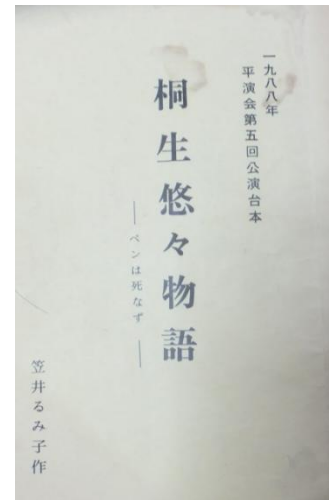 一九八八年
平演会第五回公演台本
桐生悠々物語
──ペンは死なず──
笠井るみ子作